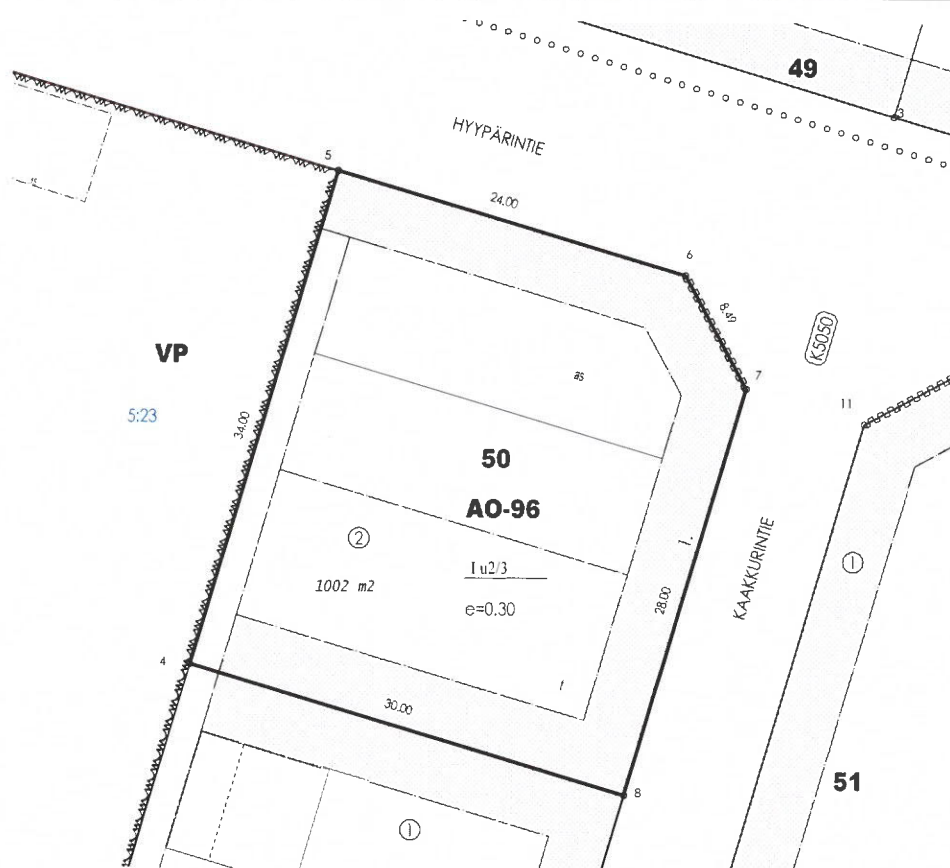 49
3
HYYPÄRINTIE
5
24.00
6
8.49
K5050
VP
as
7
11
5:23
34.00
50
AO-96
2
1.
1
I u2/3
1002 m2
KAAKKURINTIE
e=0.30
28.00
4
t
30.00
51
8
1